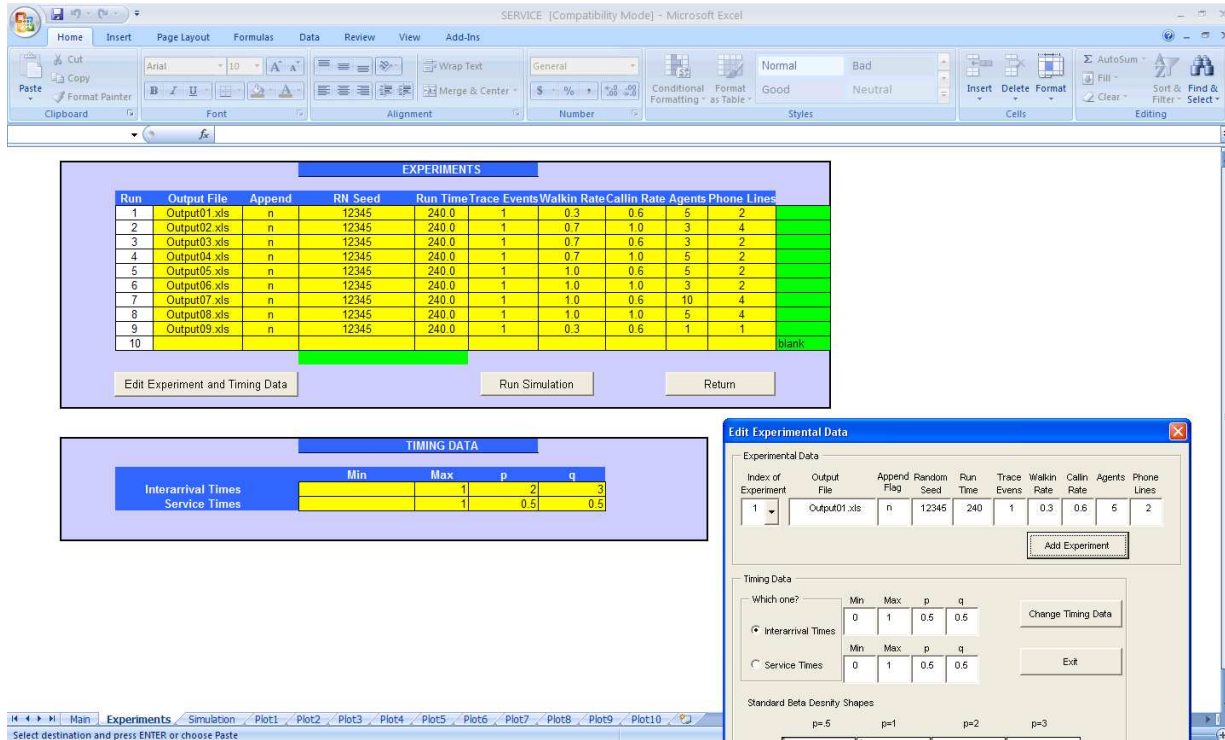 SERVICE [Compatibility Mode] - Microsoft Excel
Home Insert Page Layout Formulas Data Review View Add-Ins
Cut
Copy
Paste
Format Painter
Arial 10
B I U
Wrap Text
Merge & Center
General
$ % ,
Conditional Formatting
Format as Table
Normal Bad
Good Neutral
Insert Delete Format
Σ AutoSum
Fill
Clear
Sort & Filter
Find & Select
Clipboard Font Alignment Number Styles Cells Editing
fx
EXPERIMENTS
Run Output File Append RN Seed Run Time Trace Events Walkin Rate Callin Rate Agents Phone Lines
1 Output01.xls n 12345 240.0 1 0.3 0.6 5 2
2 Output02.xls n 12345 240.0 1 0.7 1.0 3 4
3 Output03.xls n 12345 240.0 1 0.7 0.6 3 2
4 Output04.xls n 12345 240.0 1 0.7 1.0 5 2
5 Output05.xls n 12345 240.0 1 1.0 0.6 5 2
6 Output06.xls n 12345 240.0 1 1.0 1.0 3 2
7 Output07.xls n 12345 240.0 1 1.0 0.6 10 4
8 Output08.xls n 12345 240.0 1 1.0 1.0 5 4
9 Output09.xls n 12345 240.0 1 0.3 0.6 1 1
10 blank
Edit Experiment and Timing Data Run Simulation Return
TIMING DATA
Min Max p q
Interarrival Times 1 2 3
Service Times 1 0.5 0.5
Edit Experimental Data
Experimental Data
Index of Experiment Output File Append Flag Random Seed Run Time Trace Evens Walkin Rate Callin Rate Agents Phone Lines
1 Output01.xls n 12345 240 1 0.3 0.6 5 2
Add Experiment
Timing Data
Which one?
Min Max p q
Interarrival Times 0 1 0.5 0.5
Change Timing Data
Min Max p q
Service Times 0 1 0.5 0.5
Exit
Standard Beta Desnity Shapes
p=.5 p=1 p=2 p=3
Main Experiments Simulation Plot1 Plot2 Plot3 Plot4 Plot5 Plot6 Plot7 Plot8 Plot9 Plot10
Select destination and press ENTER or choose Paste